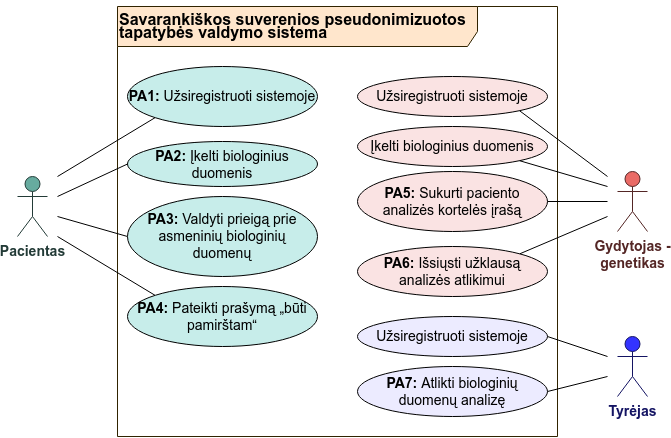 Savarankiškos suverenios pseudonimizuotos
tapatybės valdymo sistema
PA1: Užsiregistruoti sistemoje
PA2: Įkelti biologinius
duomenis
PA3: Valdyti prieigą prie
asmeninių biologinių
duomenų
PA4: Pateikti prašymą „būti
pamirštam“
Pacientas
Užsiregistruoti sistemoje
Įkelti biologinius duomenis
PA5: Sukurti paciento
analizės kortelės įrašą
PA6: Išsiųsti užklausą
analizės atlikimui
Gydytojas -
genetikas
Užsiregistruoti sistemoje
PA7: Atlikti biologinių
duomenų analizę
Tyrėjas